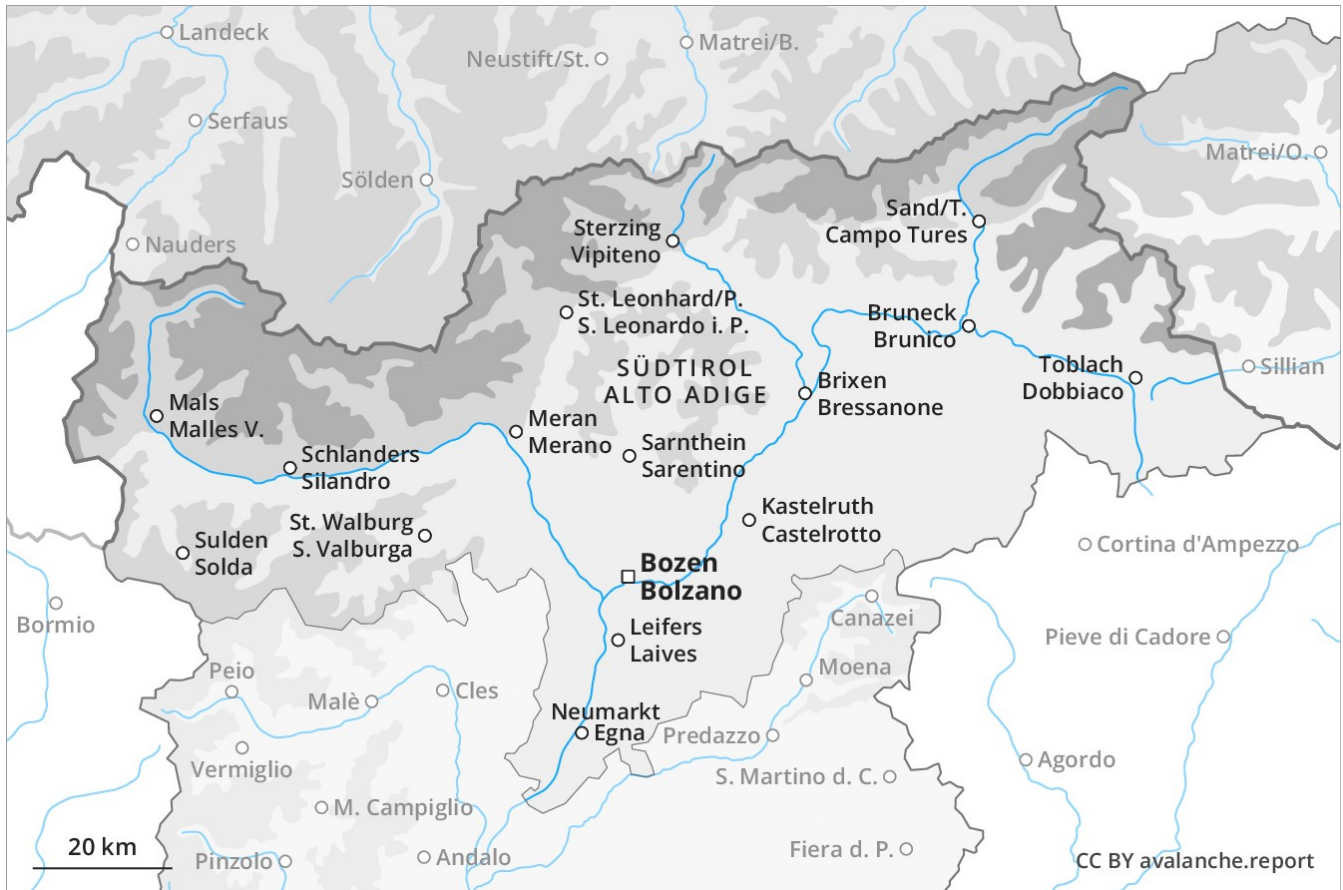 Landeck
Neustift/St.
Matrei/B.
Serfaus
Matrei/O.
Sölden
Sand/T.
Campo Tures
Sterzing
Vipiteno
Nauders
St. Leonhard/P.
S. Leonardo i. P.
Bruneck
Brunico
SÜDTIROL
ALTO ADIGE
Toblach
Dobbiaco
Sillian
Brixen
Bressanone
Mals
Malles V.
Meran
Merano
Sarnthein
Sarentino
Schlanders
Silandro
Kastelruth
Castelrotto
St. Walburg
S. Valburga
Sulden
Solda
Cortina d'Ampezzo
Bozen
Bolzano
Bormio
Canazei
Leifers
Laives
Pieve di Cadore
Peio
Moena
Malè
Cles
Neumarkt
Egna
Predazzo
Vermiglio
Agordo
S. Martino d. C.
M. Campiglio
20 km
Pinzolo
Andalo
Fiera d. P.
CC BY avalanche.report